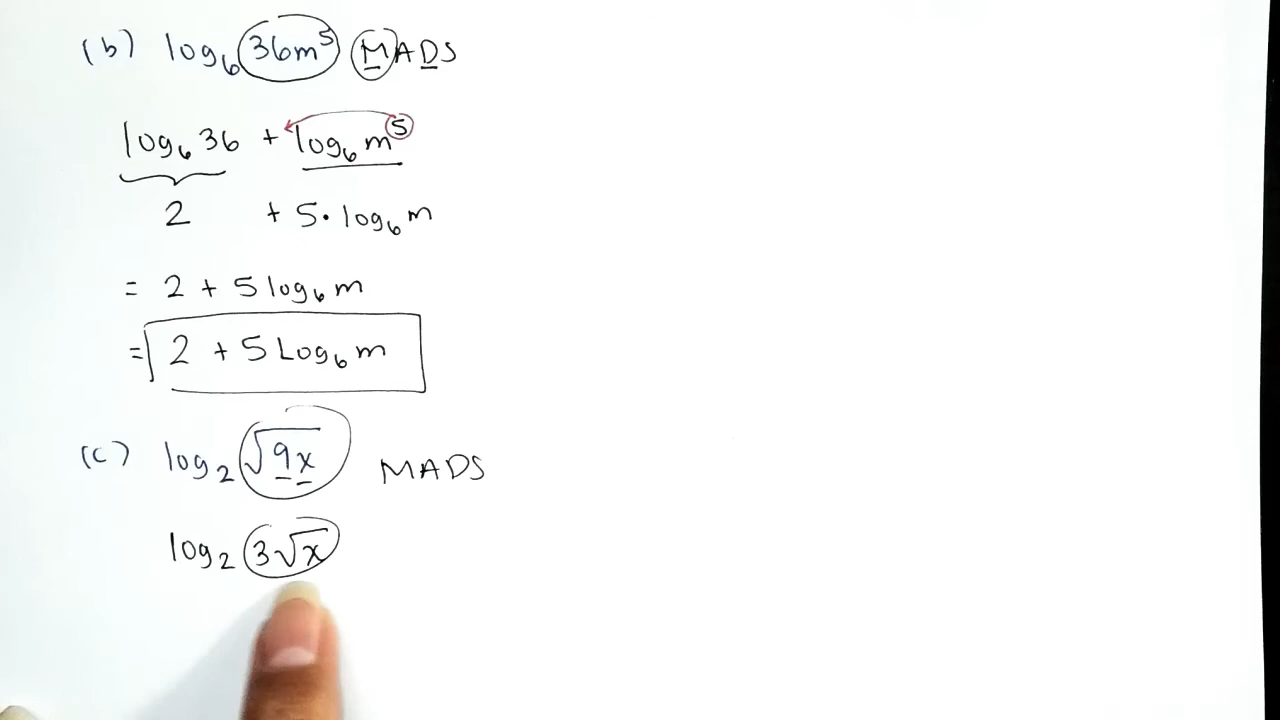 (b) log₆ 36m⁵ MADS
log₆ 36 + log₆ m⁵
2 + 5 · log₆ m
= 2 + 5 log₆ m
= 2 + 5 Log₆ m
(c) log₂ √9x MADS
log₂ 3√x